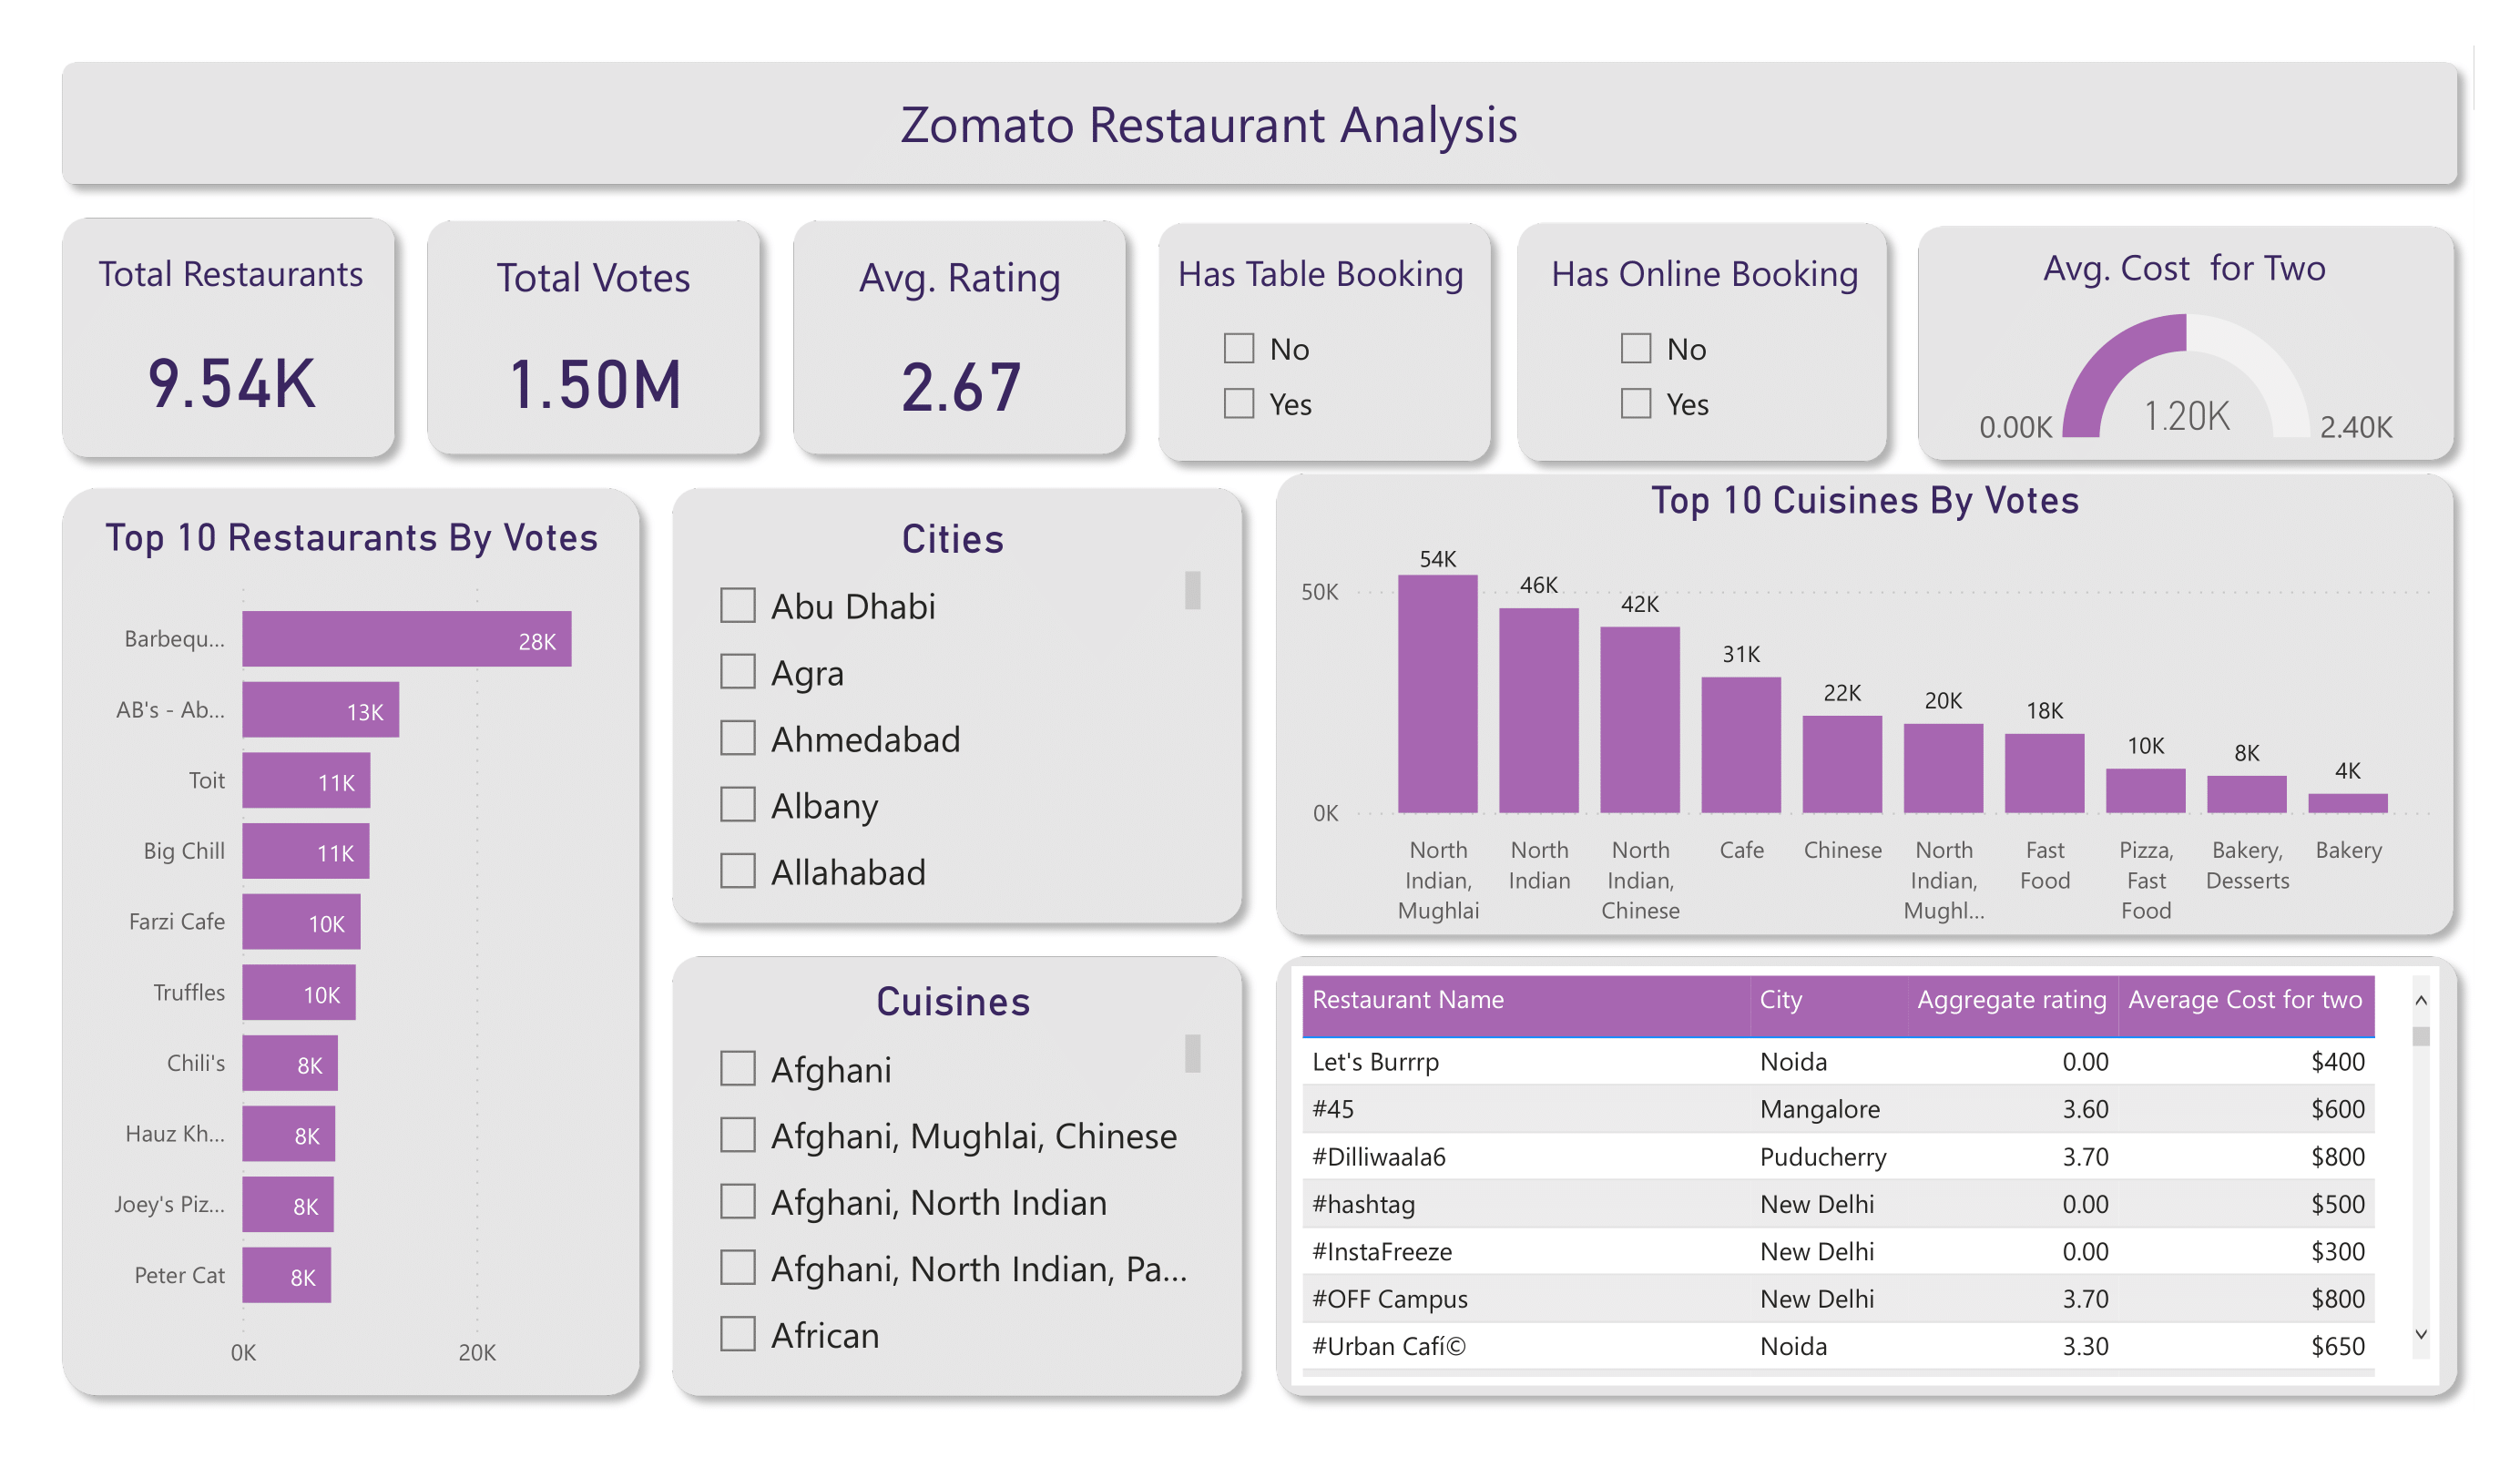 Zomato Restaurant Analysis
Total Restaurants
9.54K
Total Votes
1.50M
Avg. Rating
2.67
Has Table Booking
No
Yes
Has Online Booking
No
Yes
Avg. Cost  for Two
0.00K
1.20K
2.40K
Top 10 Restaurants By Votes
Barbequ... 28K
AB's - Ab... 13K
Toit 11K
Big Chill 11K
Farzi Cafe 10K
Truffles 10K
Chili's 8K
Hauz Kh... 8K
Joey's Piz... 8K
Peter Cat 8K
0K 20K
Cities
Abu Dhabi
Agra
Ahmedabad
Albany
Allahabad
Cuisines
Afghani
Afghani, Mughlai, Chinese
Afghani, North Indian
Afghani, North Indian, Pa...
African
Top 10 Cuisines By Votes
50K
0K
54K
46K
42K
31K
22K
20K
18K
10K
8K
4K
North
Indian,
Mughlai
North
Indian
North
Indian,
Chinese
Cafe
Chinese
North
Indian,
Mughl...
Fast
Food
Pizza,
Fast
Food
Bakery,
Desserts
Bakery
Restaurant Name City Aggregate rating Average Cost for two
Let's Burrrp Noida 0.00 $400
#45 Mangalore 3.60 $600
#Dilliwaala6 Puducherry 3.70 $800
#hashtag New Delhi 0.00 $500
#InstaFreeze New Delhi 0.00 $300
#OFF Campus New Delhi 3.70 $800
#Urban Cafí© Noida 3.30 $650